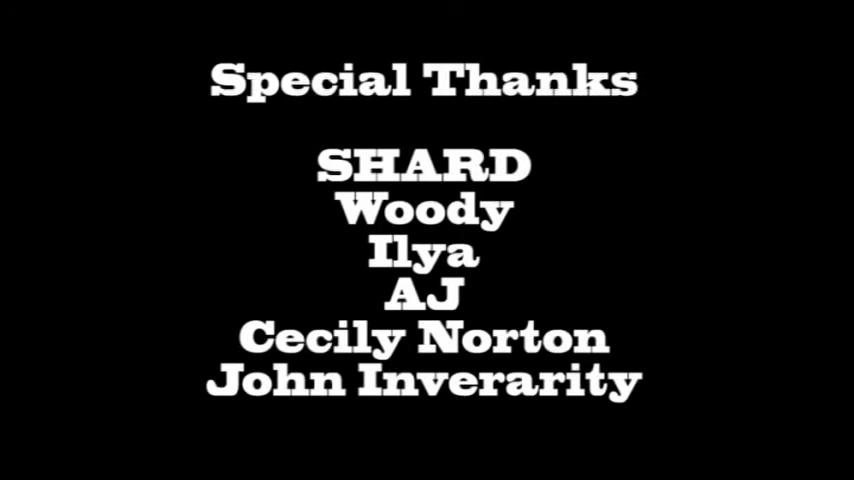 Special Thanks
SHARD
Woody
Ilya
AJ
Cecily Norton
John Inverarity